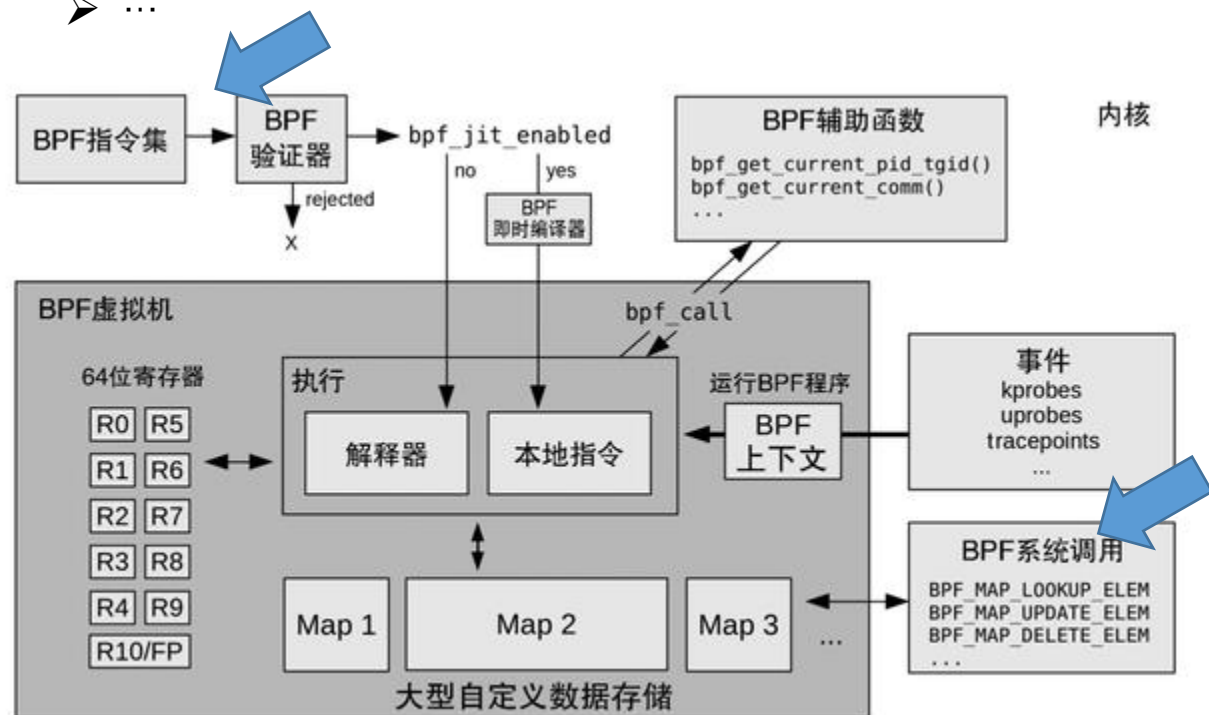 ➢ ...
BPF指令集
BPF
验证器
bpf_jit_enabled
no
yes
rejected
X
BPF
即时编译器
BPF辅助函数
bpf_get_current_pid_tgid()
bpf_get_current_comm()
...
内核
BPF虚拟机
bpf_call
64位寄存器
R0 R5
R1 R6
R2 R7
R3 R8
R4 R9
R10/FP
执行
解释器
本地指令
运行BPF程序
BPF
上下文
事件
kprobes
uprobes
tracepoints
...
BPF系统调用
BPF_MAP_LOOKUP_ELEM
BPF_MAP_UPDATE_ELEM
BPF_MAP_DELETE_ELEM
...
Map 1
Map 2
Map 3
...
大型自定义数据存储